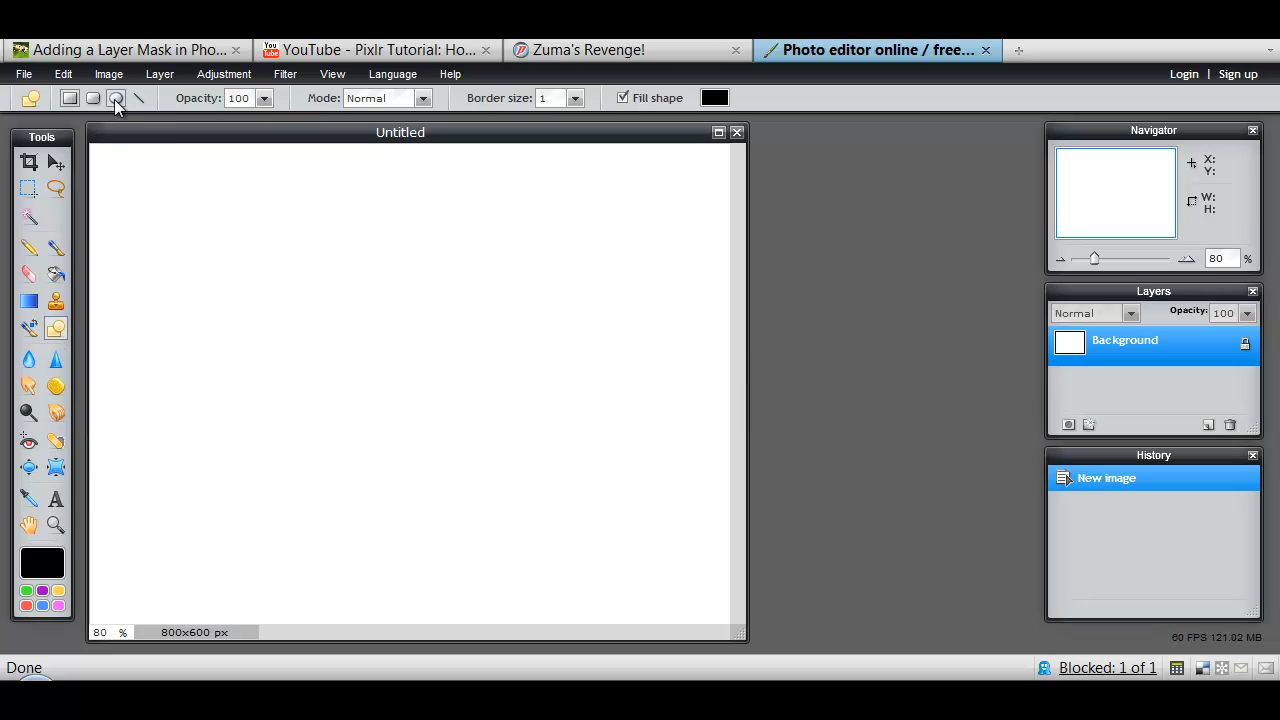 Adding a Layer Mask in Pho...
YouTube - Pixlr Tutorial: Ho...
Zuma's Revenge!
Photo editor online / free...
File Edit Image Layer Adjustment Filter View Language Help Login | Sign up
Opacity: 100 Mode: Normal Border size: 1 Fill shape
Tools
Untitled
80 % 800x600 px
Navigator
X:
Y:
W:
H:
80 %
Layers
Normal Opacity: 100
Background
History
New image
60 FPS 121.02 MB
Done Blocked: 1 of 1